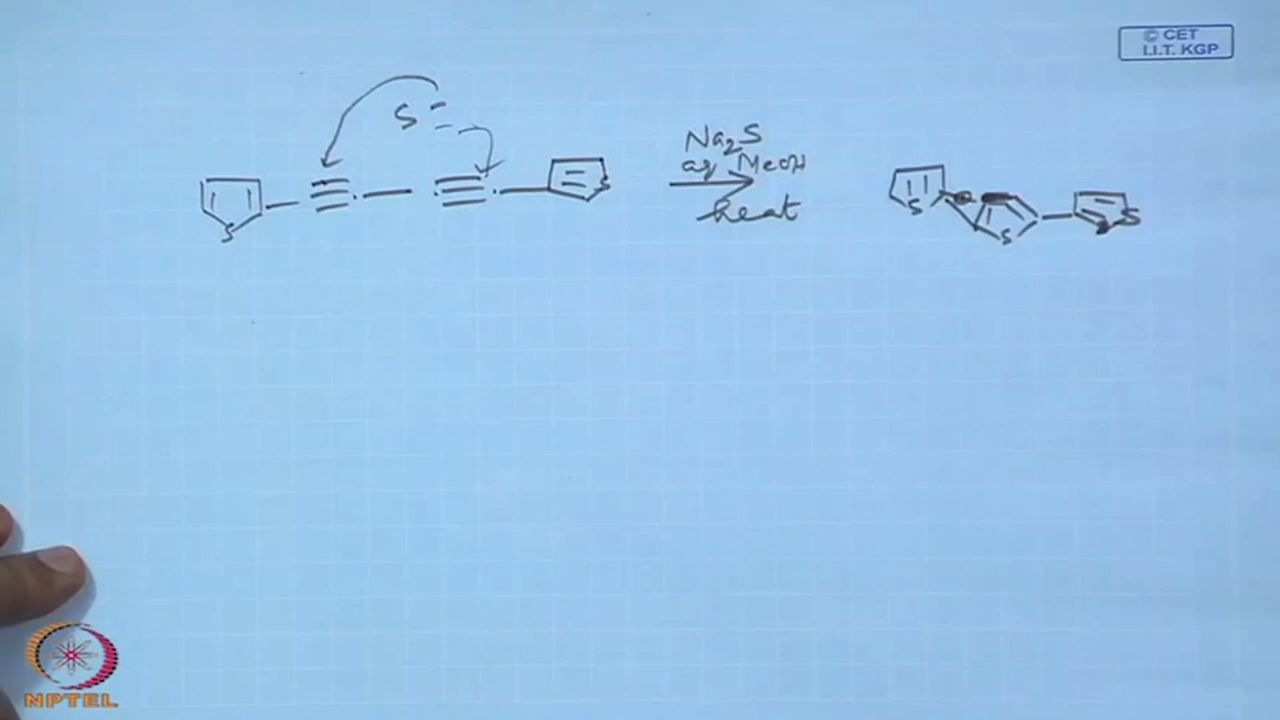 © CET
I.I.T. KGP
S
Na2S
aq MeOH
heat
S
S
S
S
S
NPTEL